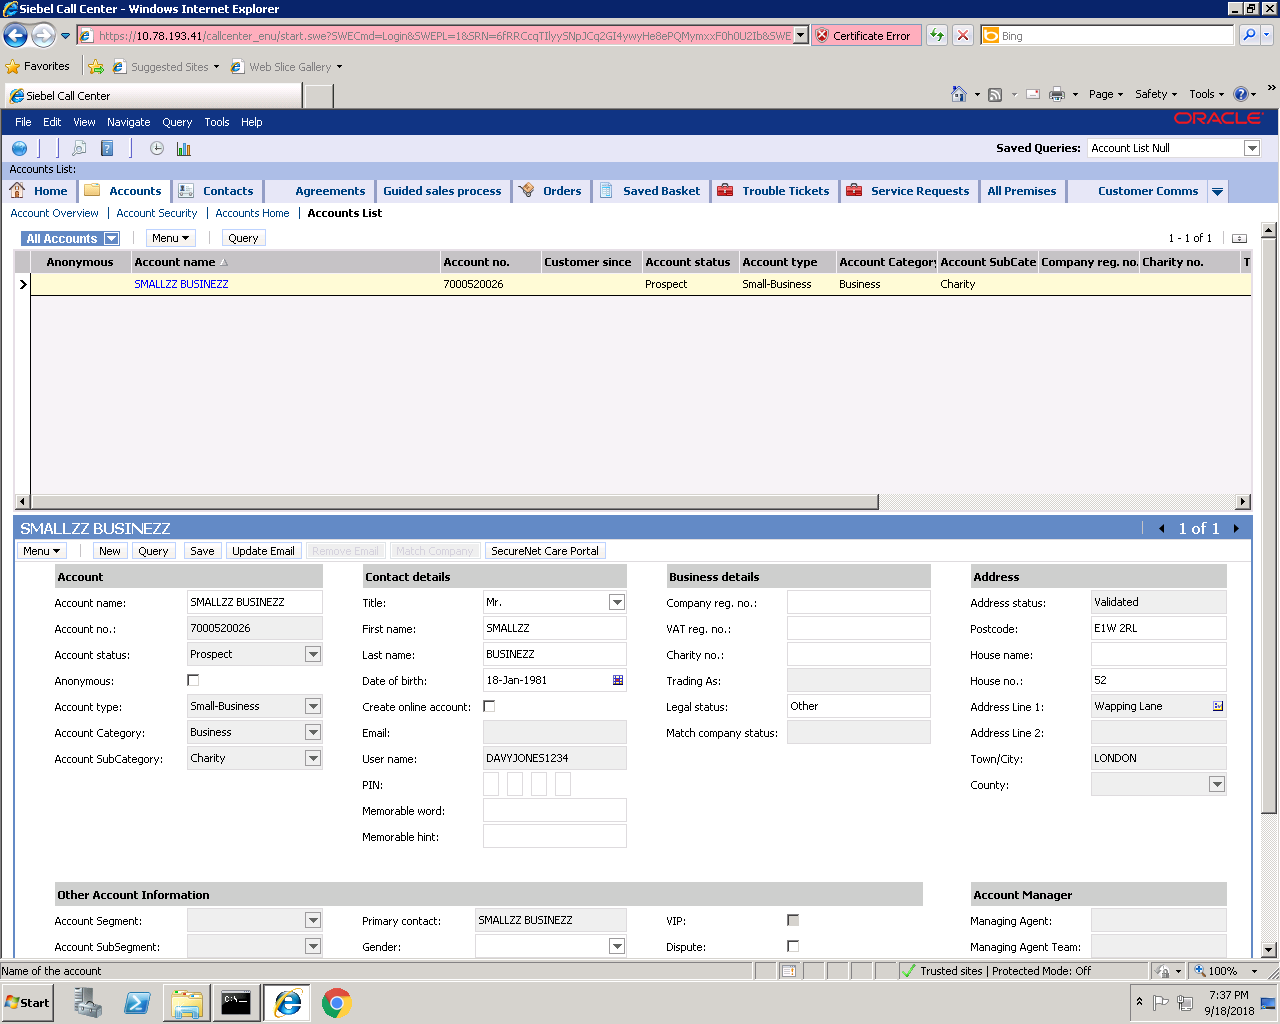 Siebel Call Center - Windows Internet Explorer
https://10.78.193.41/callcenter_enu/start.swe?SWECmd=Login&SWEPL=1&SRN=
Certificate Error
Bing
Favorites Suggested Sites Web Slice Gallery
Siebel Call Center
Page Safety Tools
File Edit View Navigate Query Tools Help
ORACLE
Saved Queries: Account List Null
Accounts List:
Home Accounts Contacts Agreements Guided sales process Orders Saved Basket Trouble Tickets Service Requests All Premises Customer Comms
Account Overview | Account Security | Accounts Home | Accounts List
All Accounts Menu Query 1 - 1 of 1
Anonymous Account name Account no. Customer since Account status Account type Account Category Account SubCate Company reg. no. Charity no. T
SMALLZZ BUSINEZZ 7000520026 Prospect Small-Business Business Charity
SMALLZZ BUSINEZZ 1 of 1
Menu New Query Save Update Email Remove Email Match Company SecureNet Care Portal
Account Contact details Business details Address
Account name: SMALLZZ BUSINEZZ Title: Mr. Company reg. no.: Address status: Validated
Account no.: 7000520026 First name: SMALLZZ VAT reg. no.: Postcode: E1W 2RL
Account status: Prospect Last name: BUSINEZZ Charity no.: House name:
Anonymous: Date of birth: 18-Jan-1981 Trading As: House no.: 52
Account type: Small-Business Create online account: Legal status: Other Address Line 1: Wapping Lane
Account Category: Business Email: Match company status: Address Line 2:
Account SubCategory: Charity User name: DAVYJONES1234 Town/City: LONDON
PIN: County:
Memorable word:
Memorable hint:
Other Account Information Account Manager
Account Segment: Primary contact: SMALLZZ BUSINEZZ VIP: Managing Agent:
Account SubSegment: Gender: Dispute: Managing Agent Team:
Name of the account Trusted sites | Protected Mode: Off 100%
Start 7:37 PM
9/18/2018